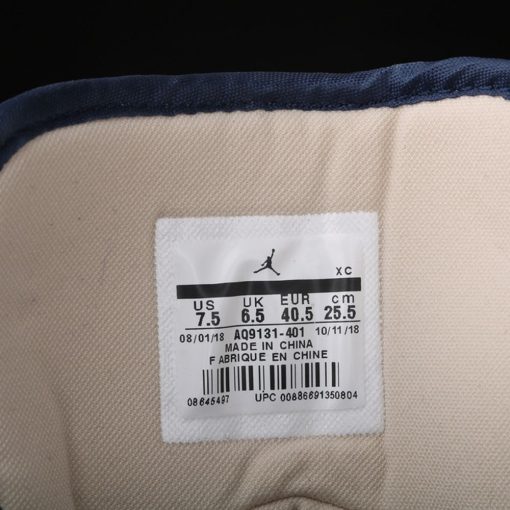 XC
US UK EUR cm
7.5 6.5 40.5 25.5
08/01/18 AQ9131-401 10/11/18
MADE IN CHINA
FABRIQUE EN CHINE
08645497 UPC 00886691350804